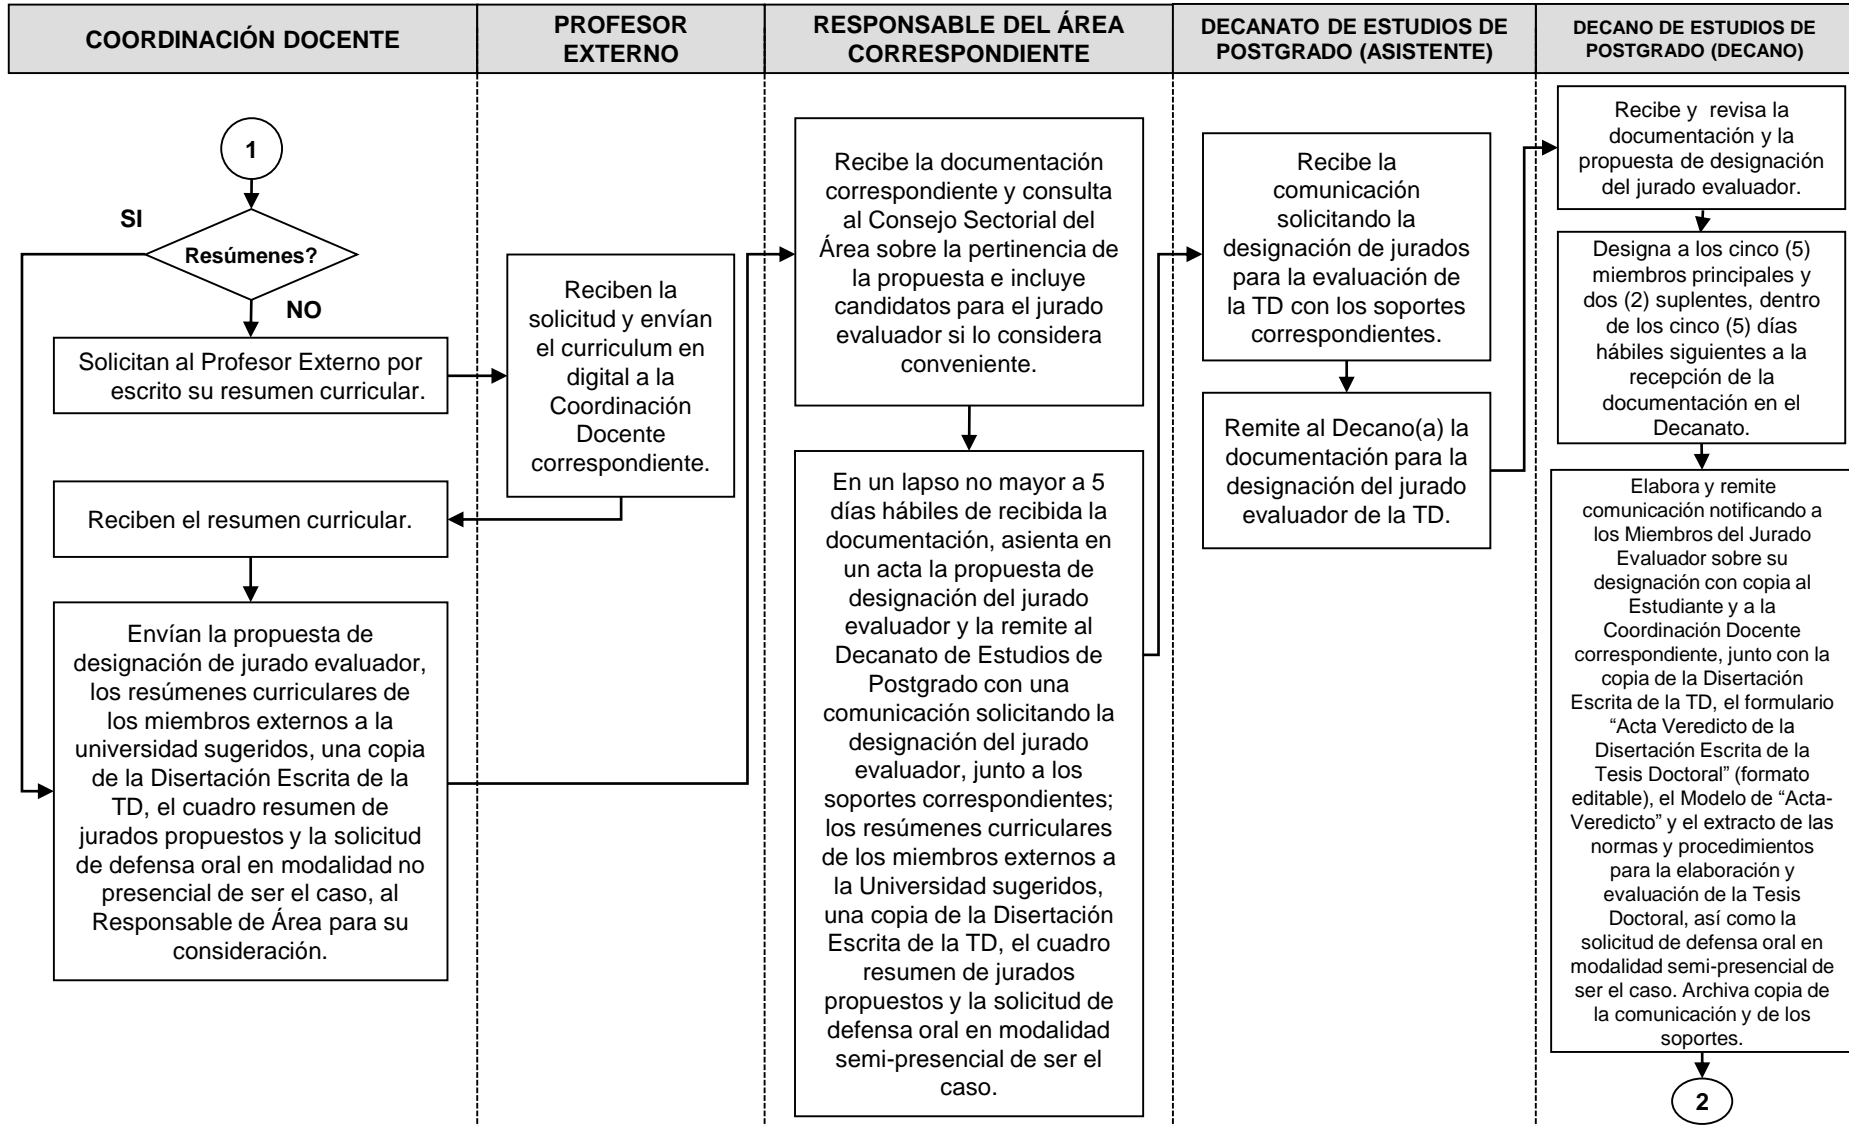 COORDINACIÓN DOCENTE
PROFESOR
EXTERNO
RESPONSABLE DEL ÁREA
CORRESPONDIENTE
DECANATO DE ESTUDIOS DE
POSTGRADO (ASISTENTE)
DECANO DE ESTUDIOS DE
POSTGRADO (DECANO)
1
SI
Resúmenes?
NO
Solicitan al Profesor Externo por
escrito su resumen curricular.
Reciben el resumen curricular.
Envían la propuesta de
designación de jurado evaluador,
los resúmenes curriculares de
los miembros externos a la
universidad sugeridos, una copia
de la Disertación Escrita de la
TD, el cuadro resumen de
jurados propuestos y la solicitud
de defensa oral en modalidad no
presencial de ser el caso, al
Responsable de Área para su
consideración.
Reciben la
solicitud y envían
el curriculum en
digital a la
Coordinación
Docente
correspondiente.
Recibe la documentación
correspondiente y consulta
al Consejo Sectorial del
Área sobre la pertinencia de
la propuesta e incluye
candidatos para el jurado
evaluador si lo considera
conveniente.
En un lapso no mayor a 5
días hábiles de recibida la
documentación, asienta en
un acta la propuesta de
designación del jurado
evaluador y la remite al
Decanato de Estudios de
Postgrado con una
comunicación solicitando la
designación del jurado
evaluador, junto a los
soportes correspondientes;
los resúmenes curriculares
de los miembros externos a
la Universidad sugeridos,
una copia de la Disertación
Escrita de la TD, el cuadro
resumen de jurados
propuestos y la solicitud de
defensa oral en modalidad
semi-presencial de ser el
caso.
Recibe la
comunicación
solicitando la
designación de jurados
para la evaluación de
la TD con los soportes
correspondientes.
Remite al Decano(a) la
documentación para la
designación del jurado
evaluador de la TD.
Recibe y revisa la
documentación y la
propuesta de designación
del jurado evaluador.
Designa a los cinco (5)
miembros principales y
dos (2) suplentes, dentro
de los cinco (5) días
hábiles siguientes a la
recepción de la
documentación en el
Decanato.
Elabora y remite
comunicación notificando a
los Miembros del Jurado
Evaluador sobre su
designación con copia al
Estudiante y a la
Coordinación Docente
correspondiente, junto con la
copia de la Disertación
Escrita de la TD, el formulario
“Acta Veredicto de la
Disertación Escrita de la
Tesis Doctoral” (formato
editable), el Modelo de “Acta-
Veredicto” y el extracto de las
normas y procedimientos
para la elaboración y
evaluación de la Tesis
Doctoral, así como la
solicitud de defensa oral en
modalidad semi-presencial de
ser el caso. Archiva copia de
la comunicación y de los
soportes.
2